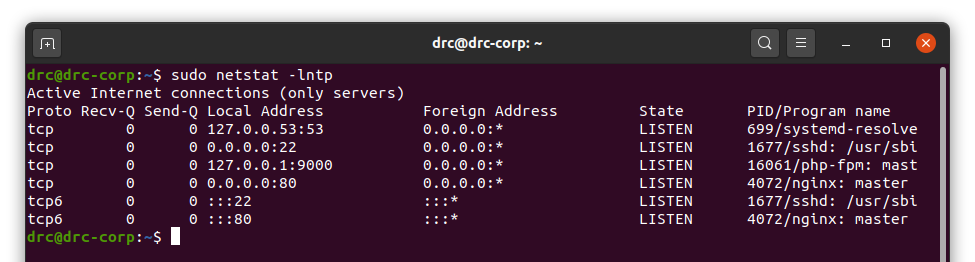 drc@drc-corp: ~
drc@drc-corp:~$ sudo netstat -lntp
Active Internet connections (only servers)
Proto Recv-Q Send-Q Local Address           Foreign Address         State       PID/Program name
tcp        0      0 127.0.0.53:53           0.0.0.0:*               LISTEN      699/systemd-resolve
tcp        0      0 0.0.0.0:22              0.0.0.0:*               LISTEN      1677/sshd: /usr/sbi
tcp        0      0 127.0.0.1:9000          0.0.0.0:*               LISTEN      16061/php-fpm: mast
tcp        0      0 0.0.0.0:80              0.0.0.0:*               LISTEN      4072/nginx: master
tcp6       0      0 :::22                   :::*                    LISTEN      1677/sshd: /usr/sbi
tcp6       0      0 :::80                   :::*                    LISTEN      4072/nginx: master
drc@drc-corp:~$